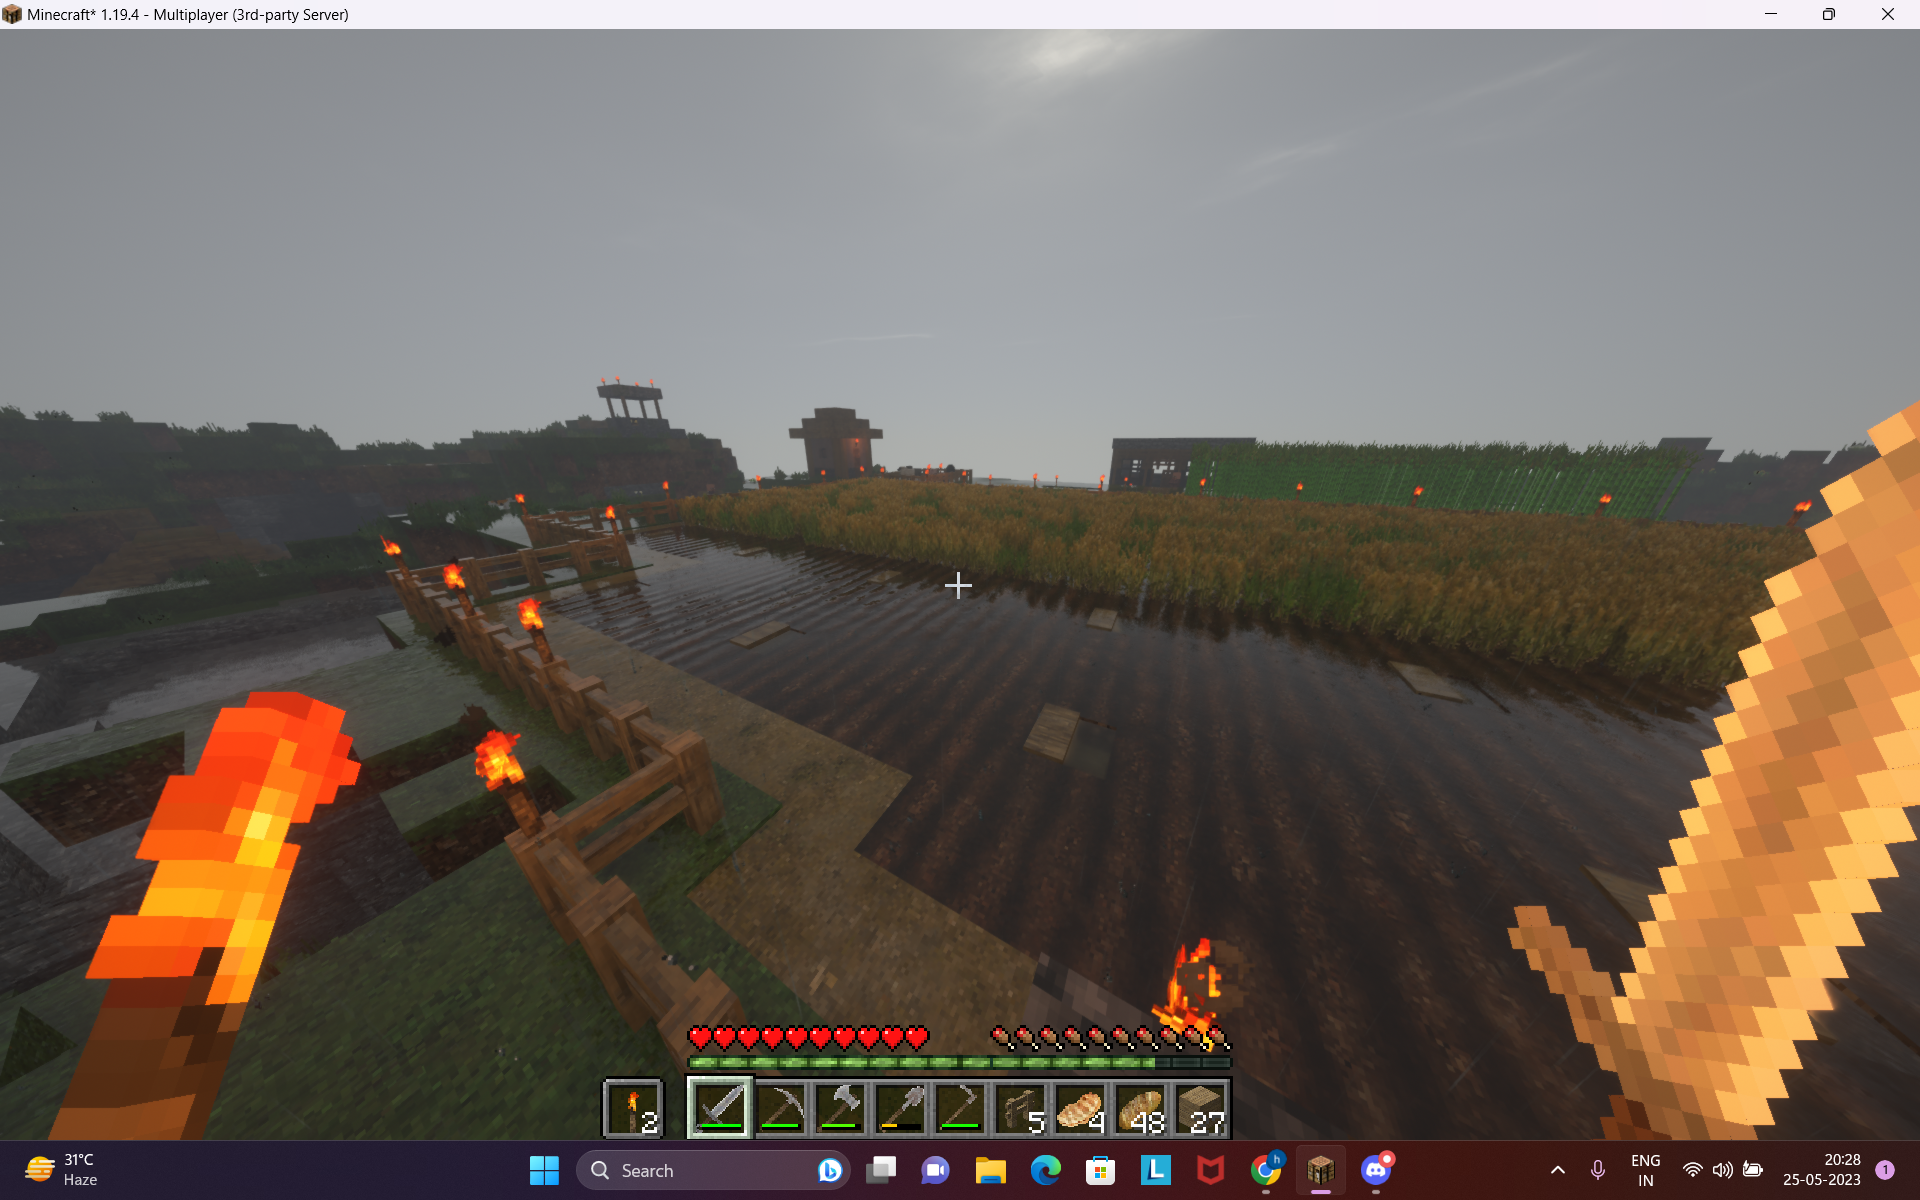 Minecraft* 1.19.4 - Multiplayer (3rd-party Server)
2
5
4
48
27
31°C
Haze
Search
L
h
ENG
IN
20:28
25-05-2023
1